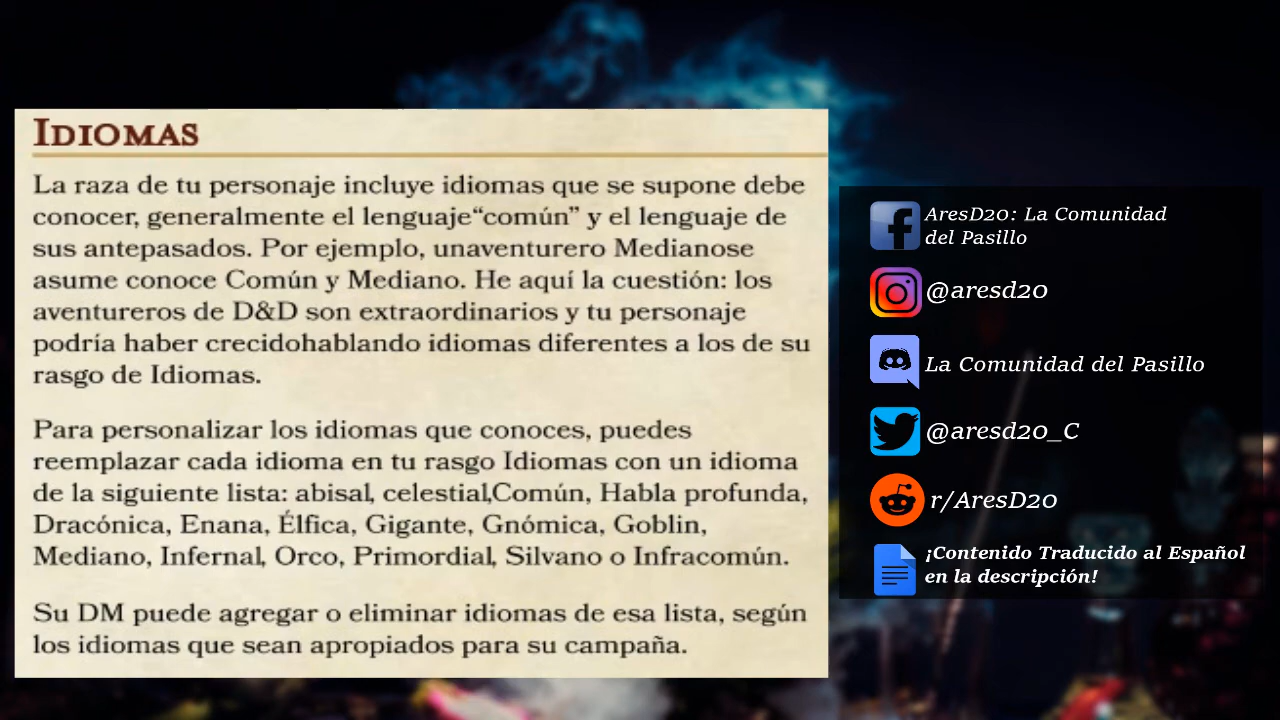 IDIOMAS
La raza de tu personaje incluye idiomas que se supone debe
conocer, generalmente el lenguaje“común” y el lenguaje de
sus antepasados. Por ejemplo, unaventurero Medianose
asume conoce Común y Mediano. He aquí la cuestión: los
aventureros de D&D son extraordinarios y tu personaje
podría haber crecidohablando idiomas diferentes a los de su
rasgo de Idiomas.
Para personalizar los idiomas que conoces, puedes
reemplazar cada idioma en tu rasgo Idiomas con un idioma
de la siguiente lista: abisal, celestial,Común, Habla profunda,
Dracónica, Enana, Élfica, Gigante, Gnómica, Goblin,
Mediano, Infernal, Orco, Primordial, Silvano o Infracomún.
Su DM puede agregar o eliminar idiomas de esa lista, según
los idiomas que sean apropiados para su campaña.
AresD20: La Comunidad
del Pasillo
@aresd20
La Comunidad del Pasillo
@aresd20_C
r/AresD20
¡Contenido Traducido al Español
en la descripción!